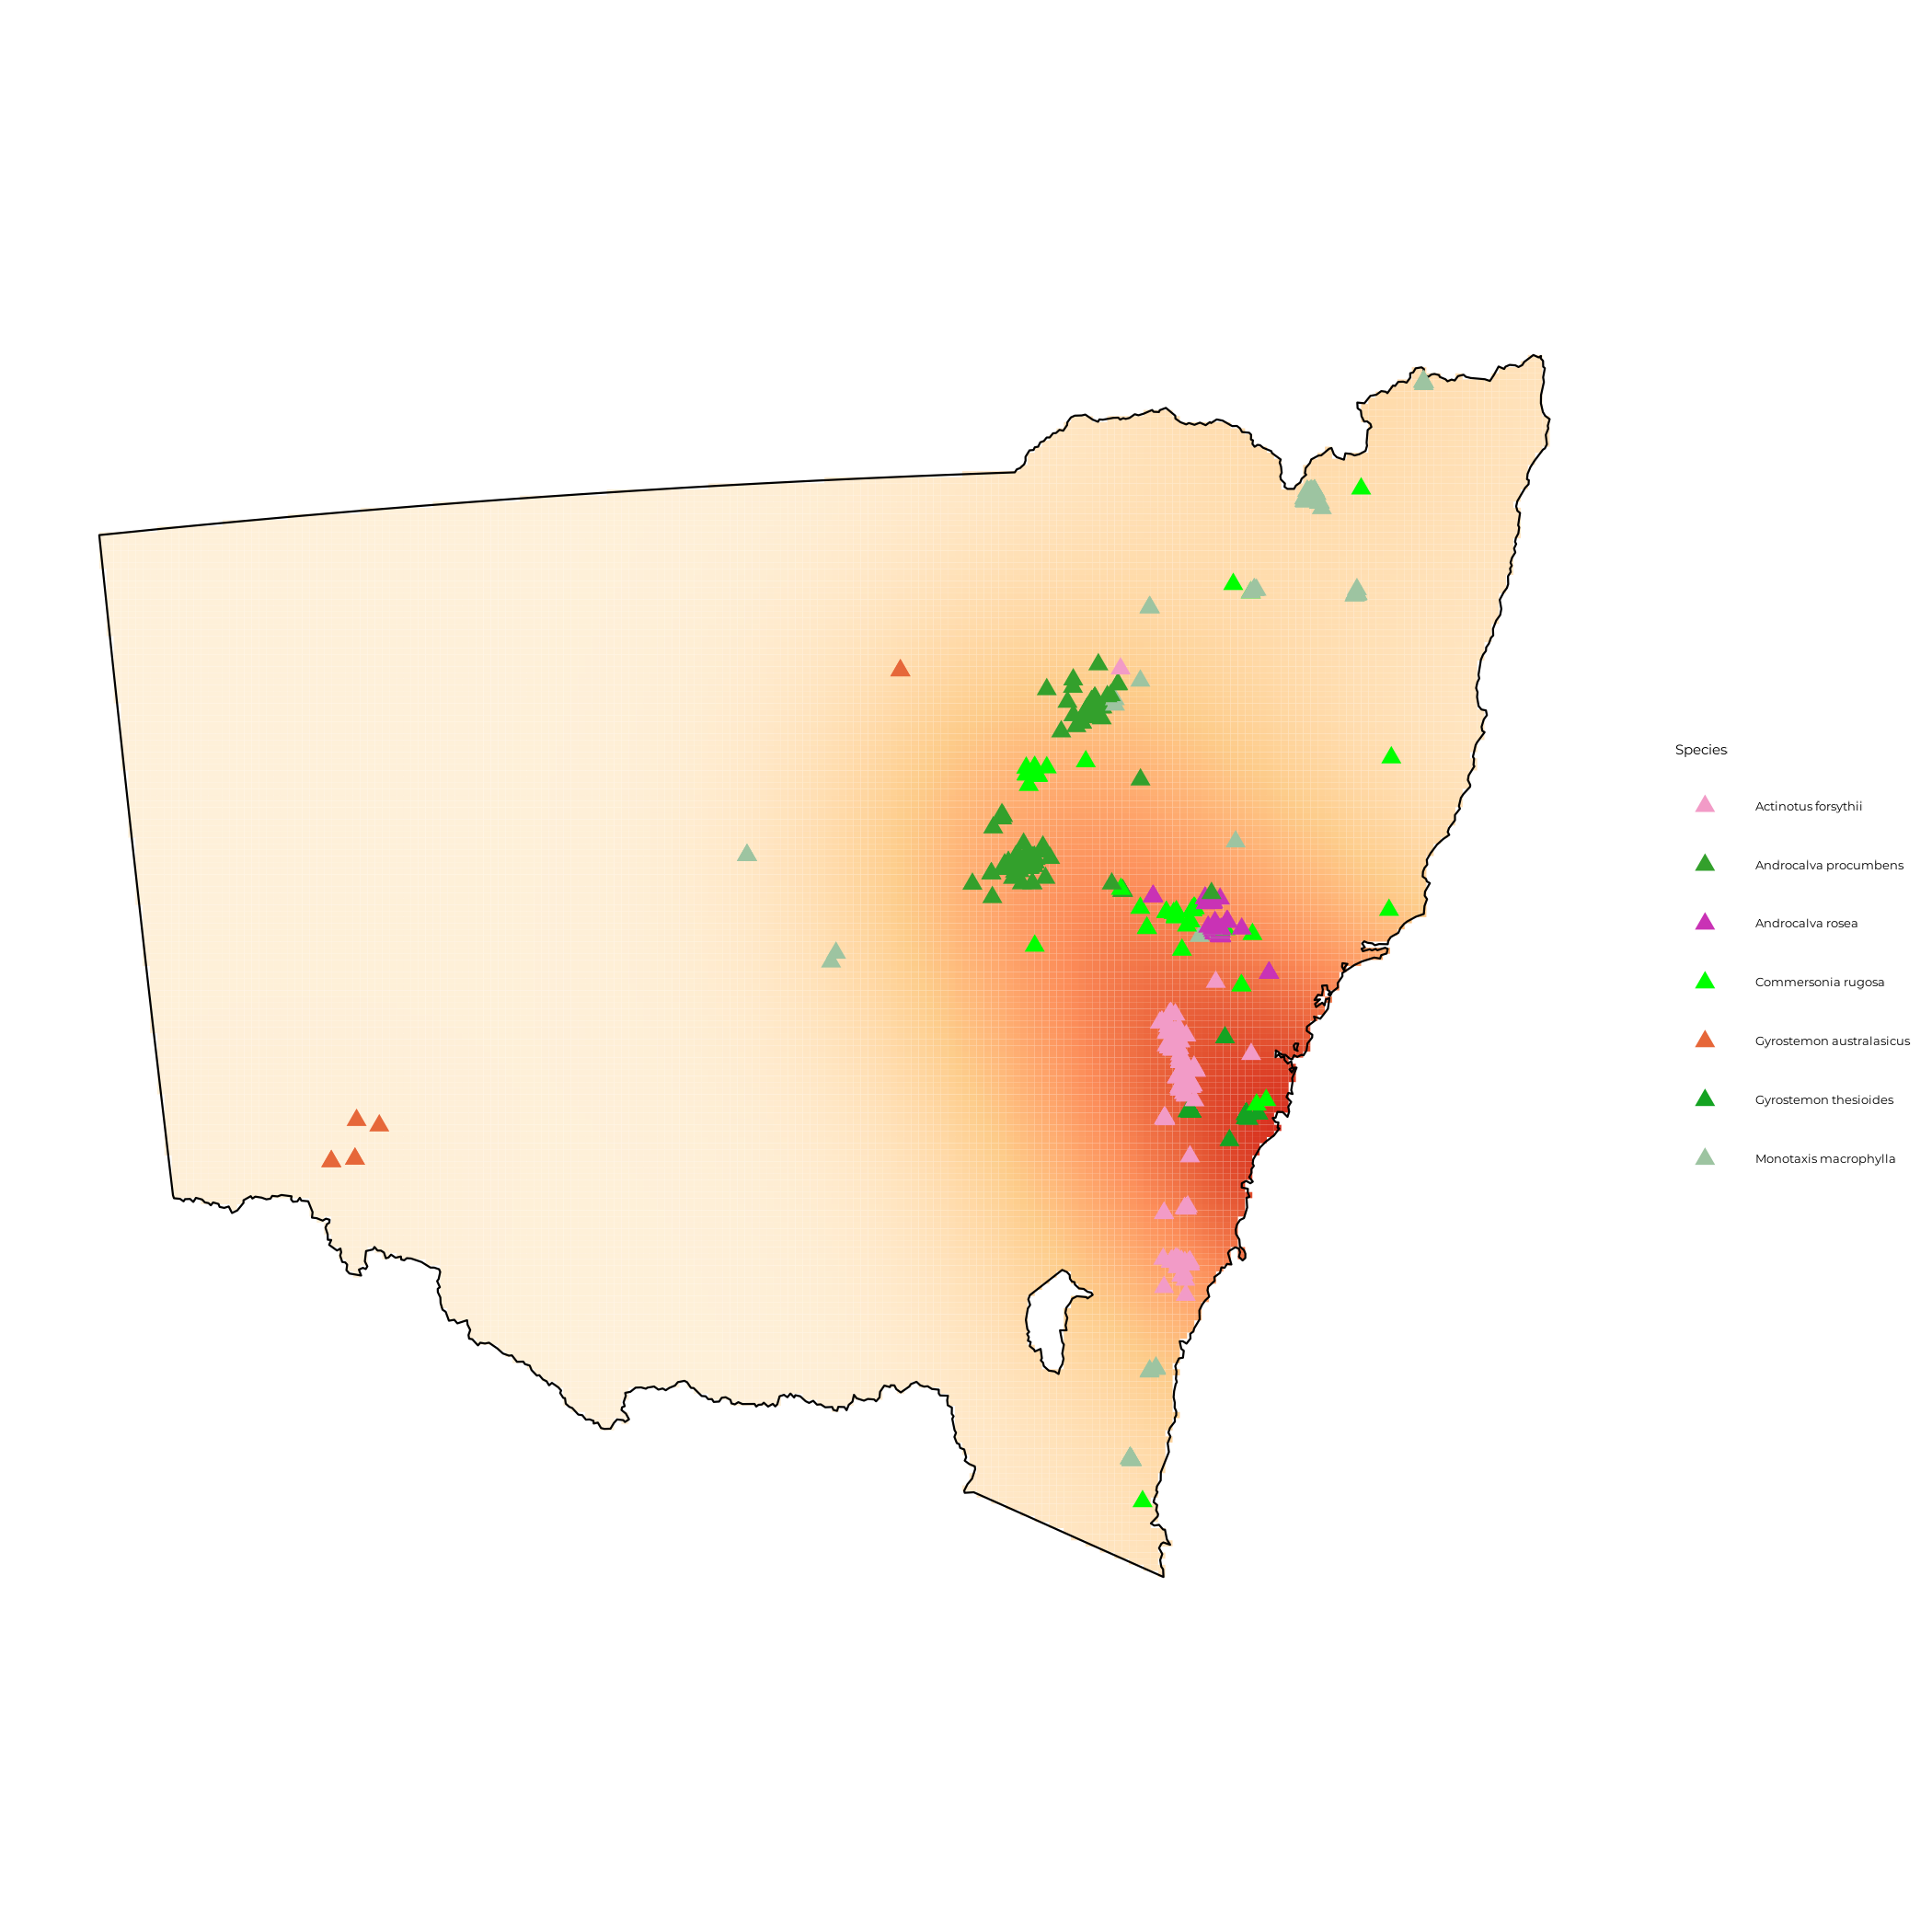 Species
Actinotus forsythii
Androcalva procumbens
Androcalva rosea
Commersonia rugosa
Gyrostemon australasicus
Gyrostemon thesioides
Monotaxis macrophylla